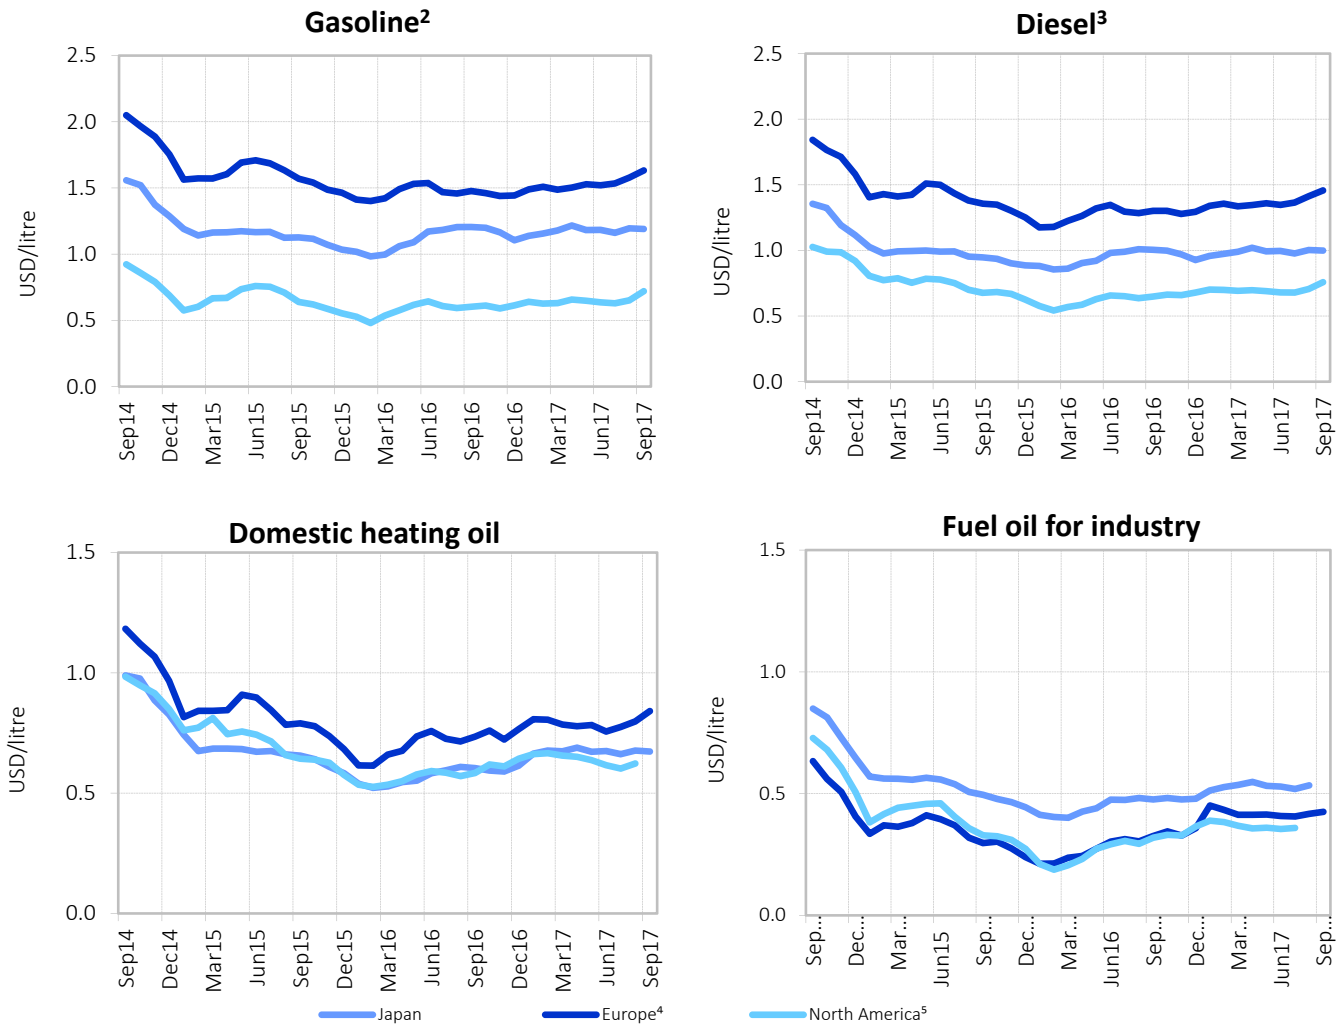 Gasoline²
2.5
2.0
1.5
1.0
0.5
0.0
USD/litre
Sep14
Dec14
Mar15
Jun15
Sep15
Dec15
Mar16
Jun16
Sep16
Dec16
Mar17
Jun17
Sep17
Diesel³
2.5
2.0
1.5
1.0
0.5
0.0
USD/litre
Sep14
Dec14
Mar15
Jun15
Sep15
Dec15
Mar16
Jun16
Sep16
Dec16
Mar17
Jun17
Sep17
Domestic heating oil
1.5
1.0
0.5
0.0
USD/litre
Sep14
Dec14
Mar15
Jun15
Sep15
Dec15
Mar16
Jun16
Sep16
Dec16
Mar17
Jun17
Sep17
Fuel oil for industry
1.5
1.0
0.5
0.0
USD/litre
Sep...
Dec...
Mar...
Jun15
Sep...
Dec...
Mar...
Jun16
Sep...
Dec...
Mar...
Jun17
Sep...
Japan
Europe⁴
North America⁵